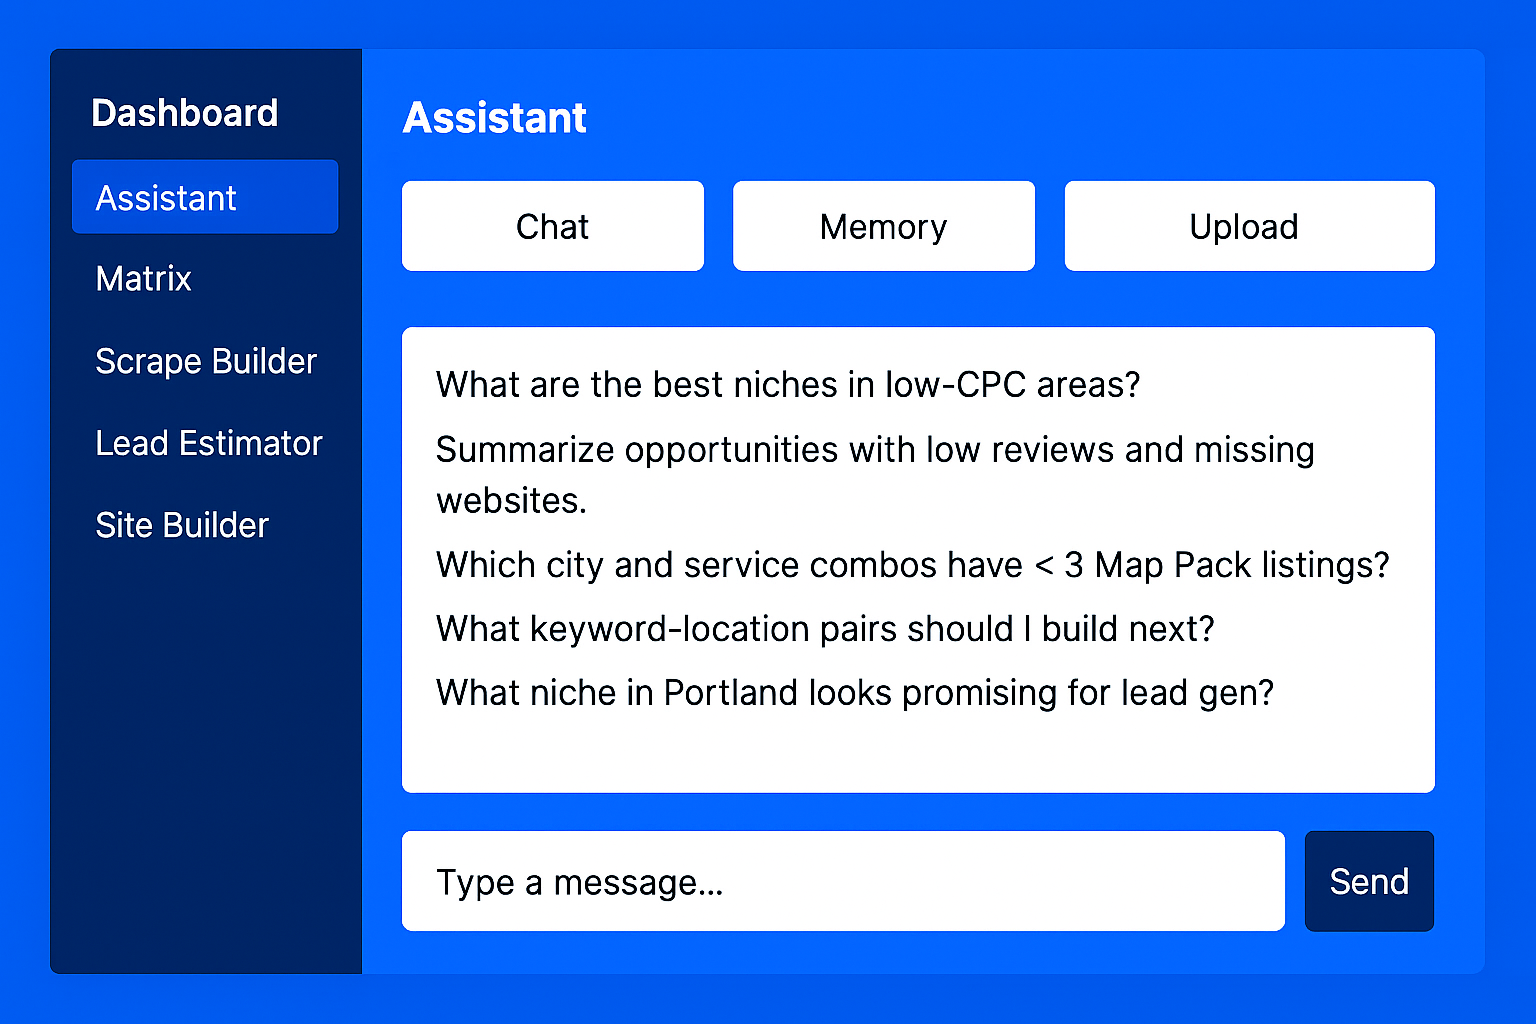 Dashboard
Assistant
Matrix
Scrape Builder
Lead Estimator
Site Builder
Assistant
Chat
Memory
Upload
What are the best niches in low-CPC areas?
Summarize opportunities with low reviews and missing
websites.
Which city and service combos have < 3 Map Pack listings?
What keyword-location pairs should I build next?
What niche in Portland looks promising for lead gen?
Type a message...
Send